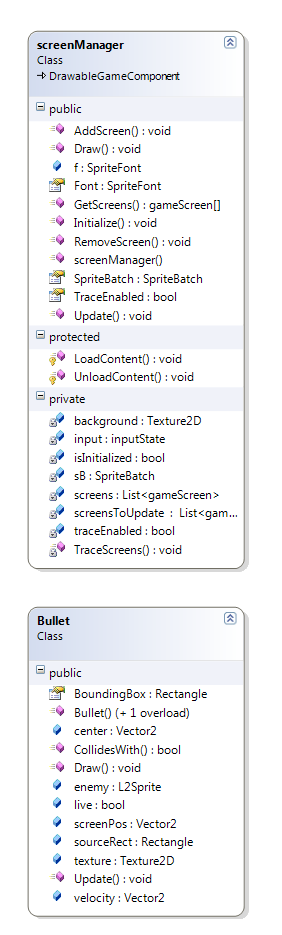 screenManager
Class
DrawableGameComponent
public
AddScreen() : void
Draw() : void
f : SpriteFont
Font : SpriteFont
GetScreens() : gameScreen[]
Initialize() : void
RemoveScreen() : void
screenManager()
SpriteBatch : SpriteBatch
TraceEnabled : bool
Update() : void
protected
LoadContent() : void
UnloadContent() : void
private
background : Texture2D
input : inputState
isInitialized : bool
sB : SpriteBatch
screens : List<gameScreen>
screensToUpdate : List<gam...
traceEnabled : bool
TraceScreens() : void
Bullet
Class
public
BoundingBox : Rectangle
Bullet() (+ 1 overload)
center : Vector2
CollidesWith() : bool
Draw() : void
enemy : L2Sprite
live : bool
screenPos : Vector2
sourceRect : Rectangle
texture : Texture2D
Update() : void
velocity : Vector2